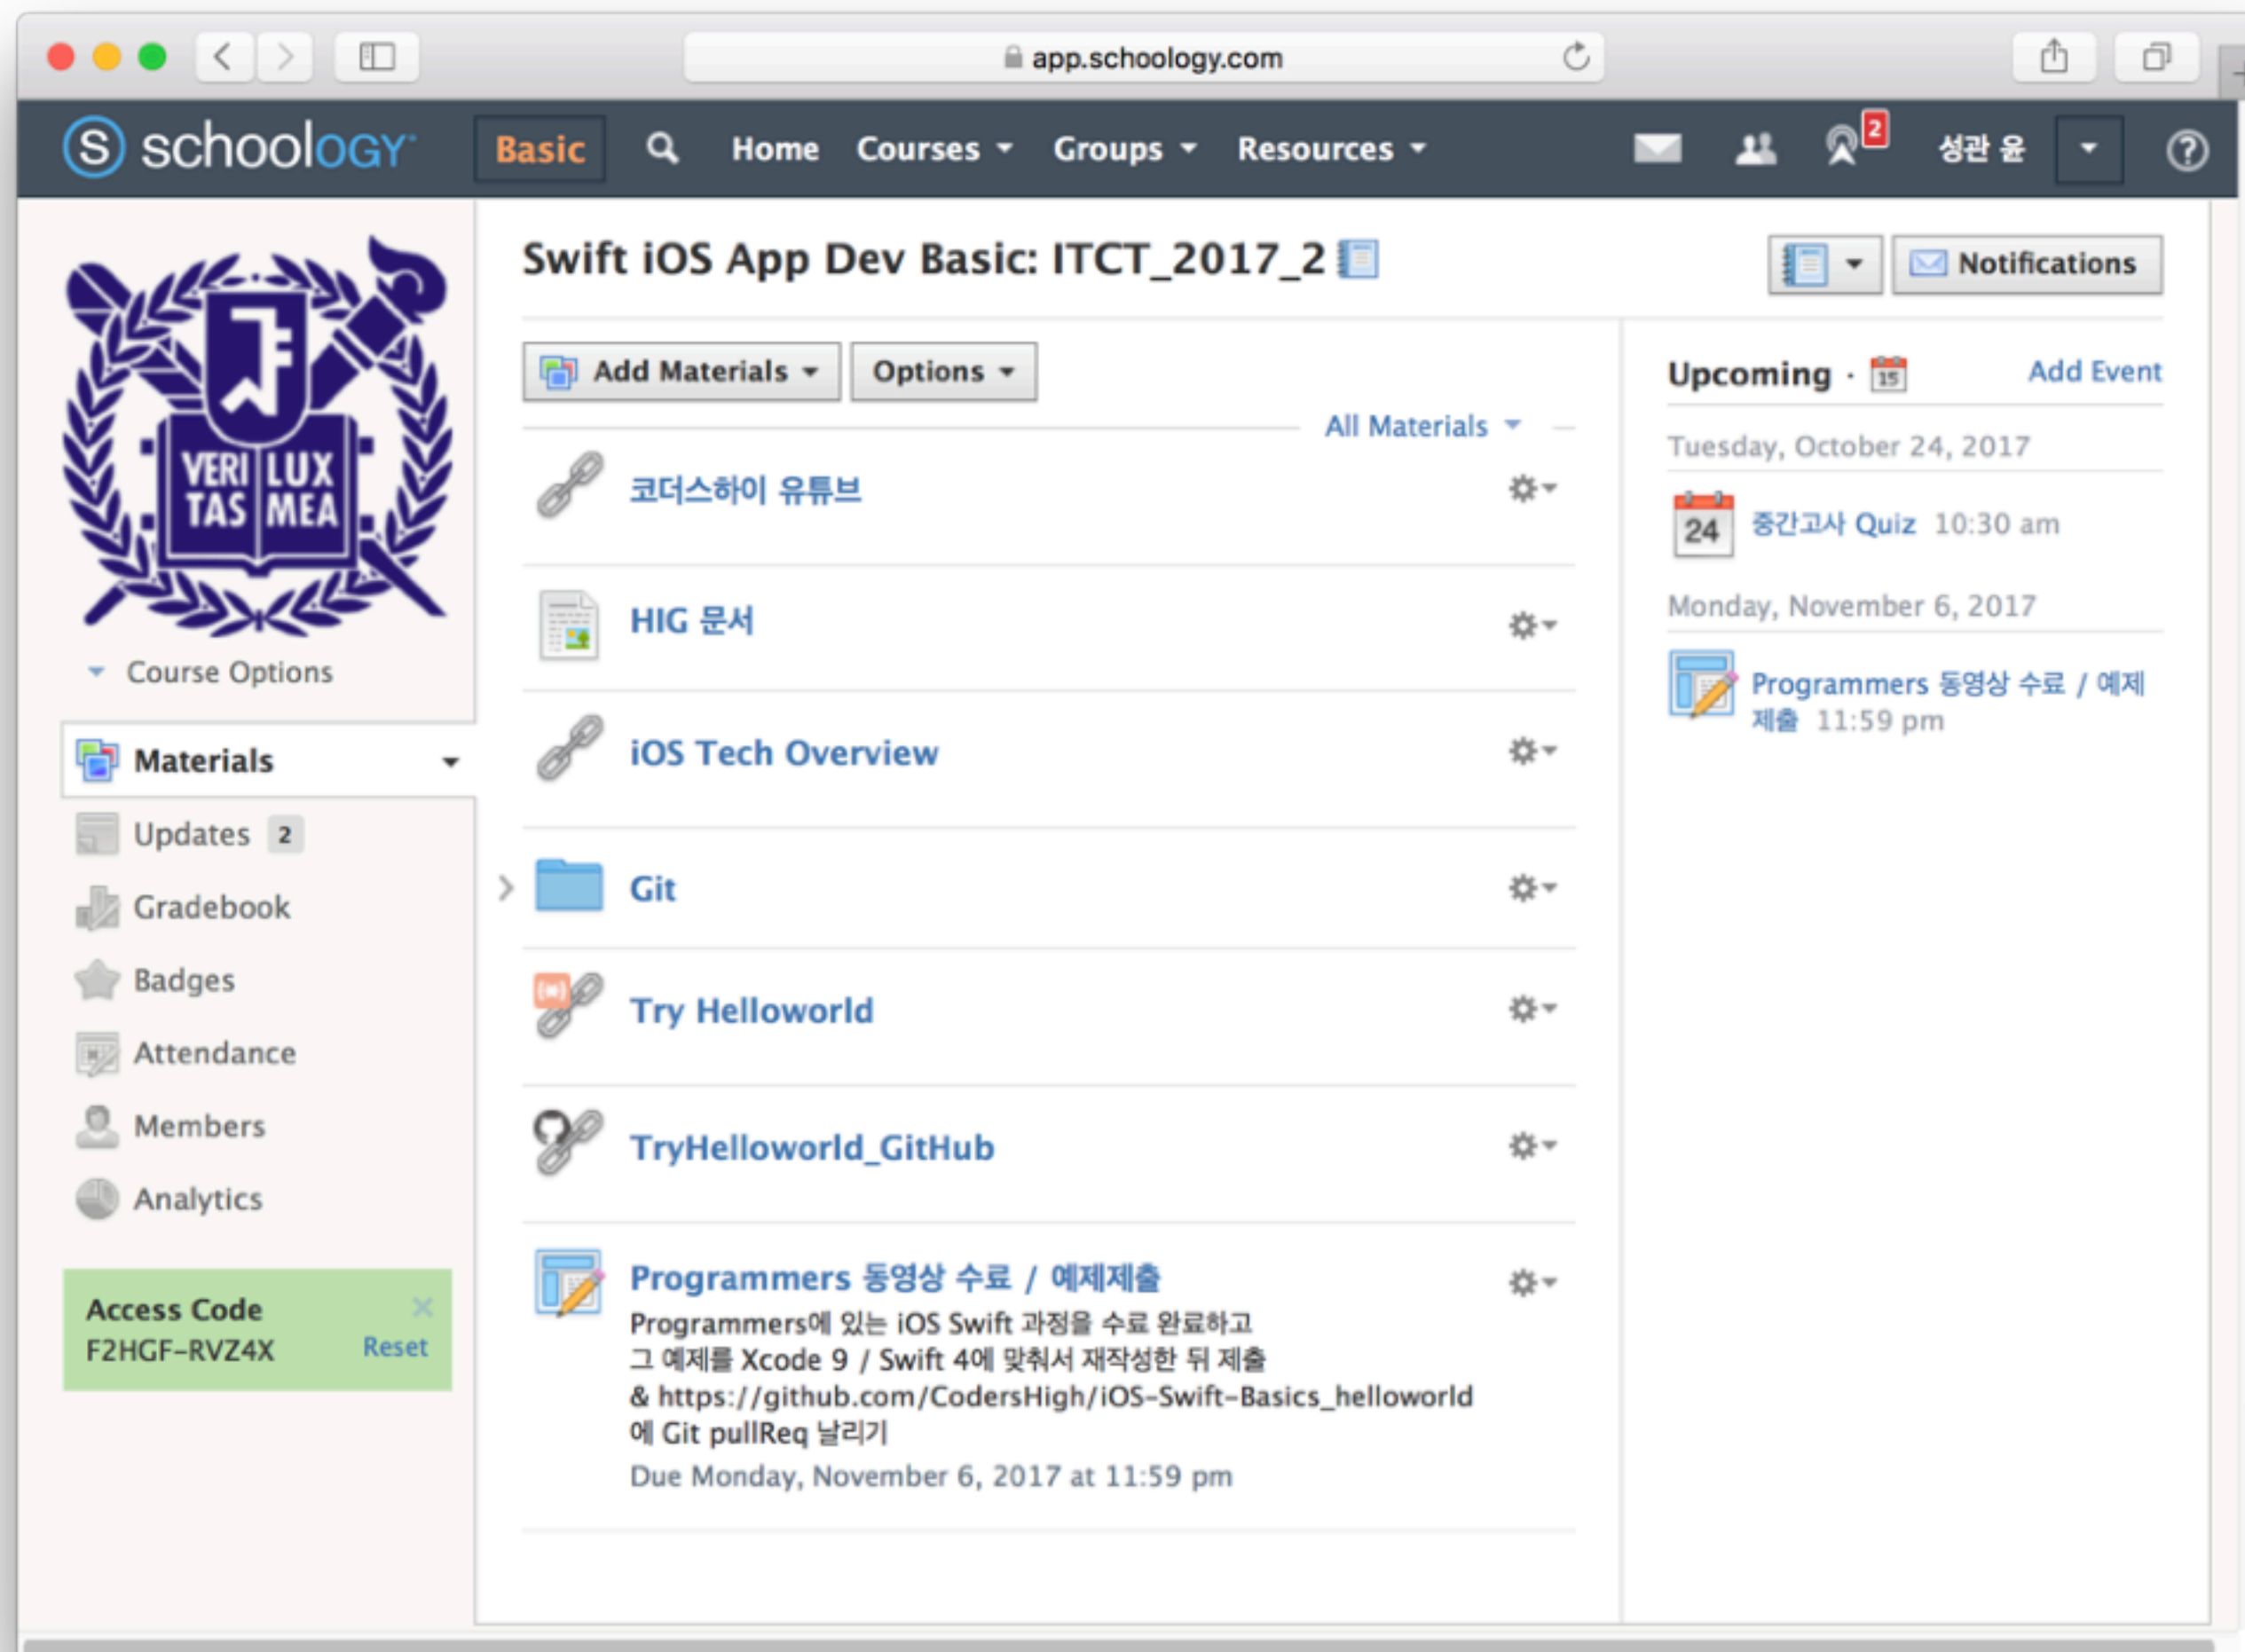 app.schoology.com
S schoology Basic Home Courses Groups Resources 2 성관 윤 ?
VERI LUX
TAS MEA
Course Options
Materials
Updates 2
Gradebook
Badges
Attendance
Members
Analytics
Access Code
F2HGF-RVZ4X Reset
Swift iOS App Dev Basic: ITCT_2017_2
Notifications
Add Materials Options
All Materials
코더스하이 유튜브
HIG 문서
iOS Tech Overview
Git
Try Helloworld
TryHelloworld_GitHub
Programmers 동영상 수료 / 예제제출
Programmers에 있는 iOS Swift 과정을 수료 완료하고
그 예제를 Xcode 9 / Swift 4에 맞춰서 재작성한 뒤 제출
& https://github.com/CodersHigh/iOS-Swift-Basics_helloworld
에 Git pullReq 날리기
Due Monday, November 6, 2017 at 11:59 pm
Upcoming · 15 Add Event
Tuesday, October 24, 2017
24 중간고사 Quiz 10:30 am
Monday, November 6, 2017
Programmers 동영상 수료 / 예제
제출 11:59 pm